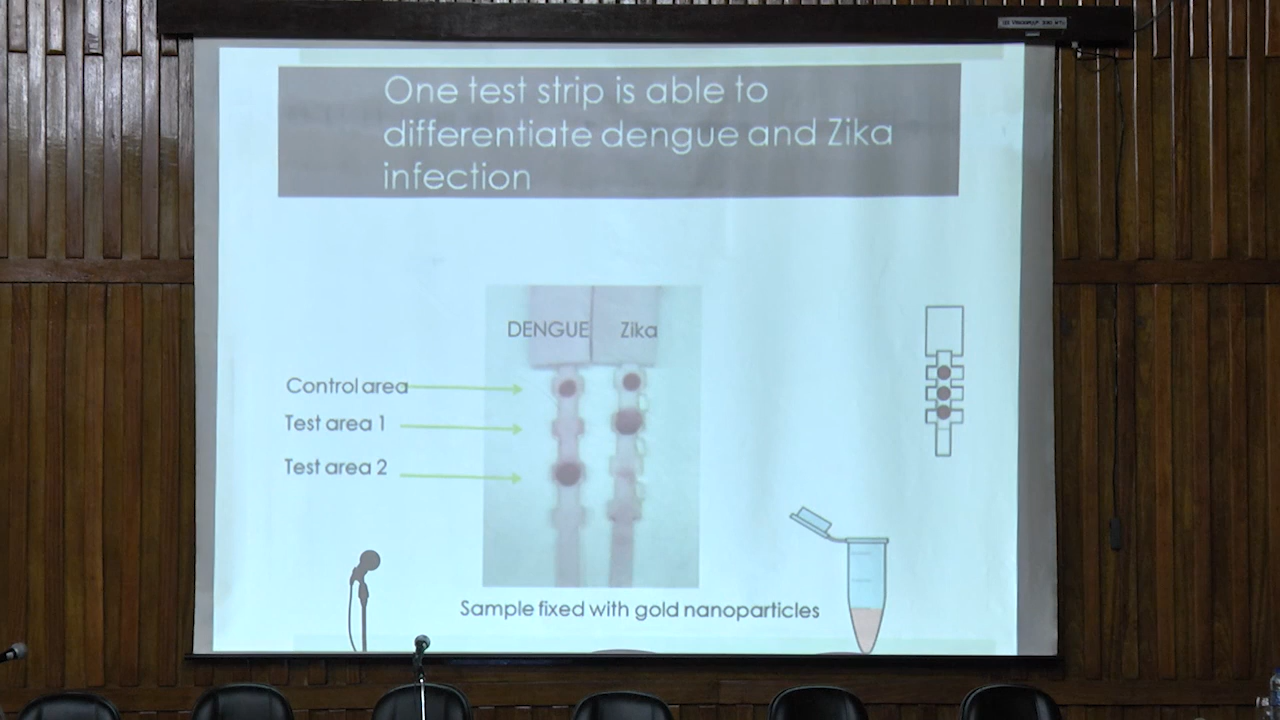 One test strip is able to
differentiate dengue and Zika
infection
DENGUE Zika
Control area
Test area 1
Test area 2
Sample fixed with gold nanoparticles